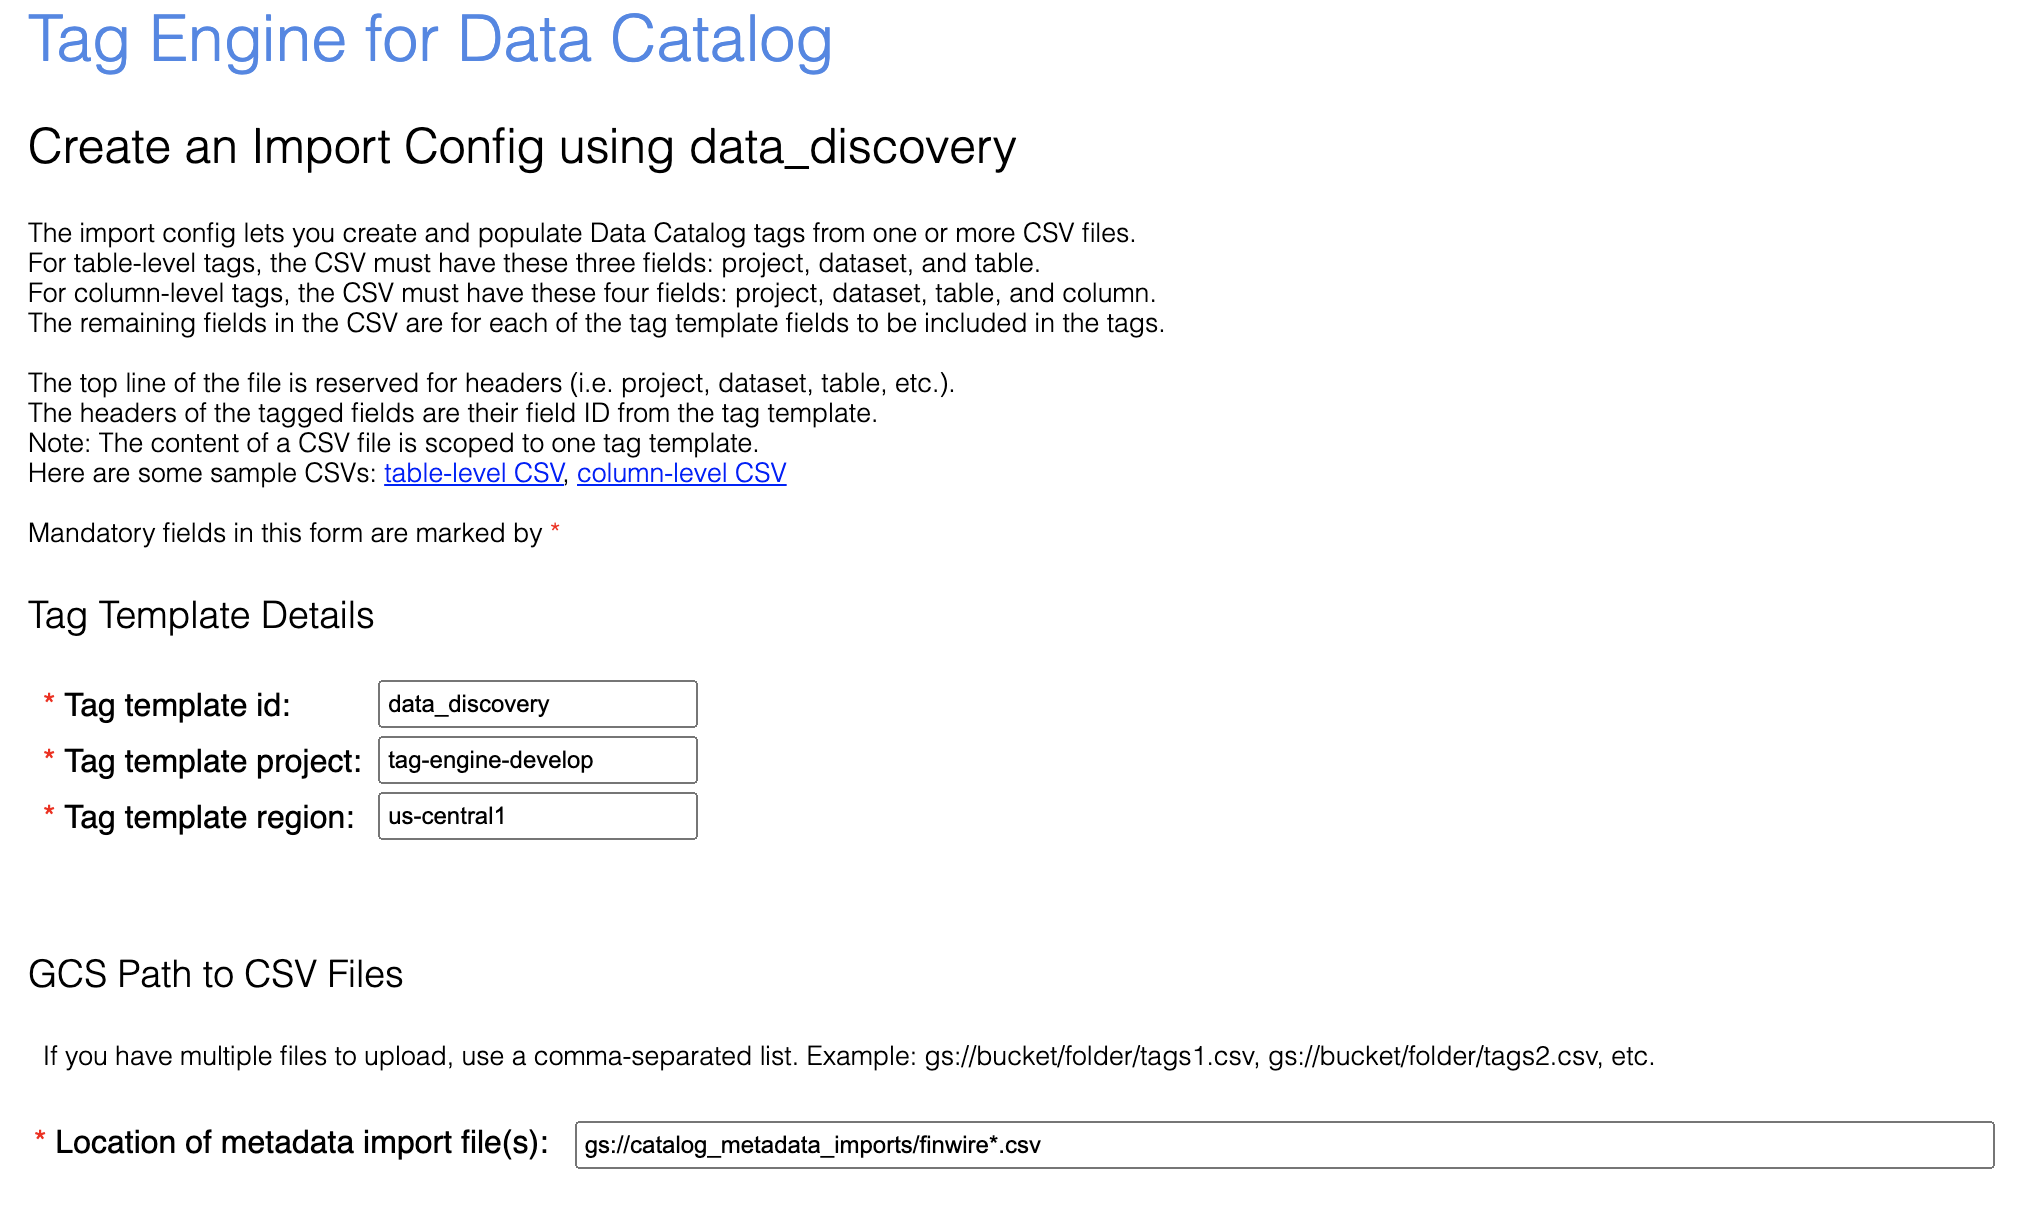 Tag Engine for Data Catalog
Create an Import Config using data_discovery
The import config lets you create and populate Data Catalog tags from one or more CSV files.
For table-level tags, the CSV must have these three fields: project, dataset, and table.
For column-level tags, the CSV must have these four fields: project, dataset, table, and column.
The remaining fields in the CSV are for each of the tag template fields to be included in the tags.
The top line of the file is reserved for headers (i.e. project, dataset, table, etc.).
The headers of the tagged fields are their field ID from the tag template.
Note: The content of a CSV file is scoped to one tag template.
Here are some sample CSVs: table-level CSV, column-level CSV
Mandatory fields in this form are marked by *
Tag Template Details
* Tag template id: data_discovery
* Tag template project: tag-engine-develop
* Tag template region: us-central1
GCS Path to CSV Files
If you have multiple files to upload, use a comma-separated list. Example: gs://bucket/folder/tags1.csv, gs://bucket/folder/tags2.csv, etc.
* Location of metadata import file(s): gs://catalog_metadata_imports/finwire*.csv